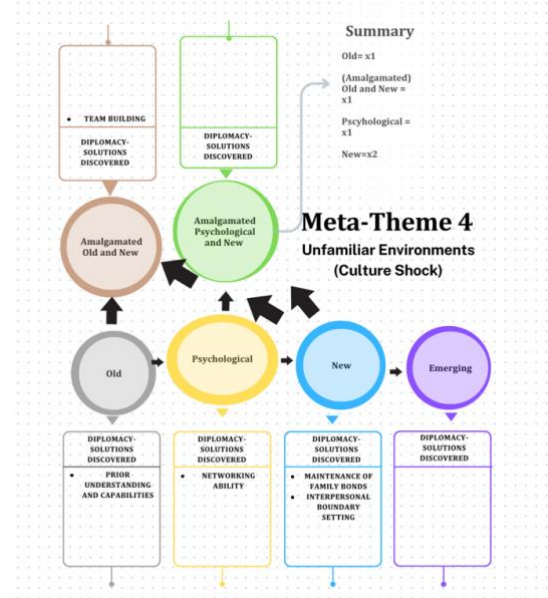 Summary
Old= x1
(Amalgamated)
Old and New =
x1
Pscyhological =
x1
New=x2
• TEAM BUILDING
DIPLOMACY-
SOLUTIONS
DISCOVERED
DIPLOMACY-
SOLUTIONS
DISCOVERED
Amalgamated
Old and New
Amalgamated
Psychological
and New
Meta-Theme 4
Unfamiliar Environments
(Culture Shock)
Old
Psychological
New
Emerging
DIPLOMACY-
SOLUTIONS
DISCOVERED
• PRIOR
UNDERSTANDING
AND CAPABILITIES
DIPLOMACY-
SOLUTIONS
DISCOVERED
• NETWORKING
ABILITY
DIPLOMACY-
SOLUTIONS
DISCOVERED
• MAINTENANCE OF
FAMILY BONDS
• INTERPERSONAL
BOUNDARY
SETTING
DIPLOMACY-
SOLUTIONS
DISCOVERED